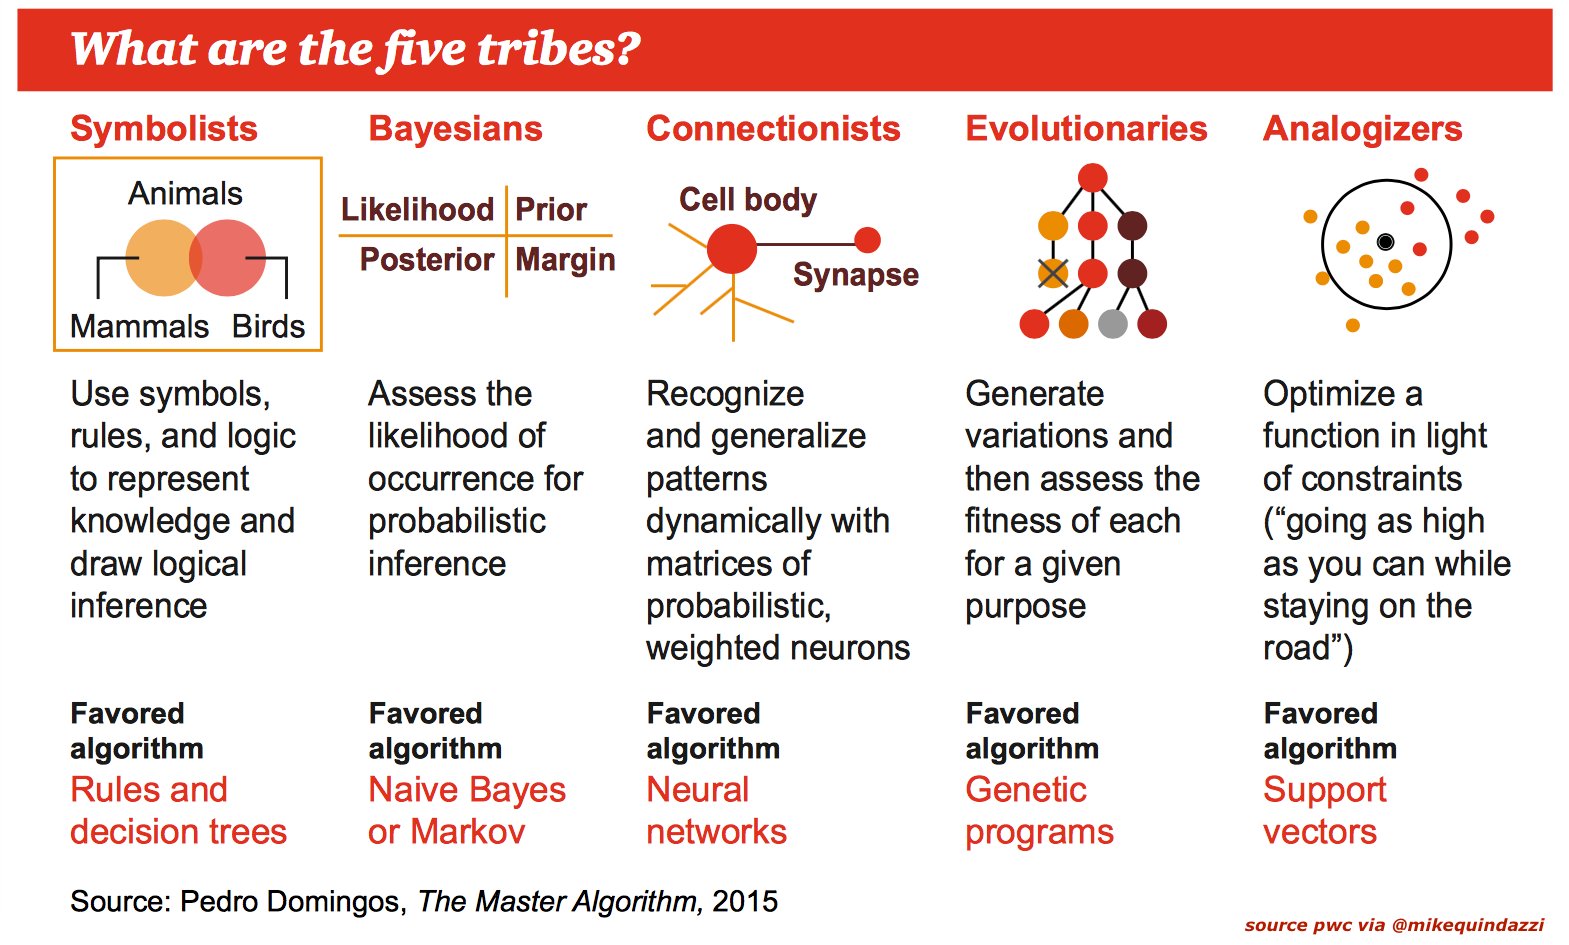 What are the five tribes?
Symbolists
Animals
Mammals Birds
Use symbols,
rules, and logic
to represent
knowledge and
draw logical
inference
Favored
algorithm
Rules and
decision trees
Bayesians
Likelihood Prior
Posterior Margin
Assess the
likelihood of
occurrence for
probabilistic
inference
Favored
algorithm
Naive Bayes
or Markov
Connectionists
Cell body
Synapse
Recognize
and generalize
patterns
dynamically with
matrices of
probabilistic,
weighted neurons
Favored
algorithm
Neural
networks
Evolutionaries
Generate
variations and
then assess the
fitness of each
for a given
purpose
Favored
algorithm
Genetic
programs
Analogizers
Optimize a
function in light
of constraints
(“going as high
as you can while
staying on the
road”)
Favored
algorithm
Support
vectors
Source: Pedro Domingos, The Master Algorithm, 2015
source pwc via @mikequindazzi